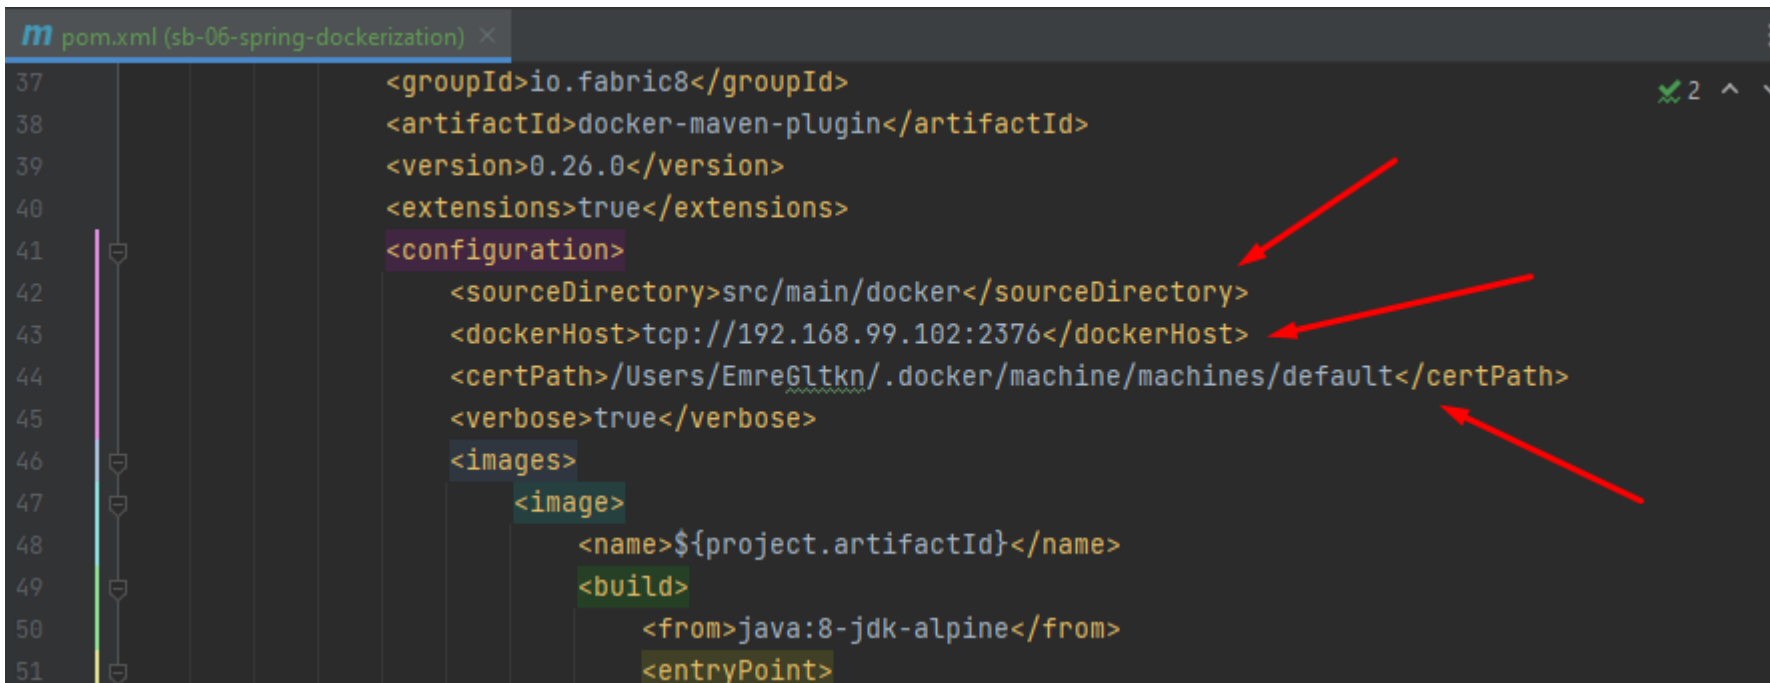 m pom.xml (sb-06-spring-dockerization) ×
37 <groupId>io.fabric8</groupId>
2
38 <artifactId>docker-maven-plugin</artifactId>
39 <version>0.26.0</version>
40 <extensions>true</extensions>
41 <configuration>
42 <sourceDirectory>src/main/docker</sourceDirectory>
43 <dockerHost>tcp://192.168.99.102:2376</dockerHost>
44 <certPath>/Users/EmreGltkn/.docker/machine/machines/default</certPath>
45 <verbose>true</verbose>
46 <images>
47 <image>
48 <name>${project.artifactId}</name>
49 <build>
50 <from>java:8-jdk-alpine</from>
51 <entryPoint>